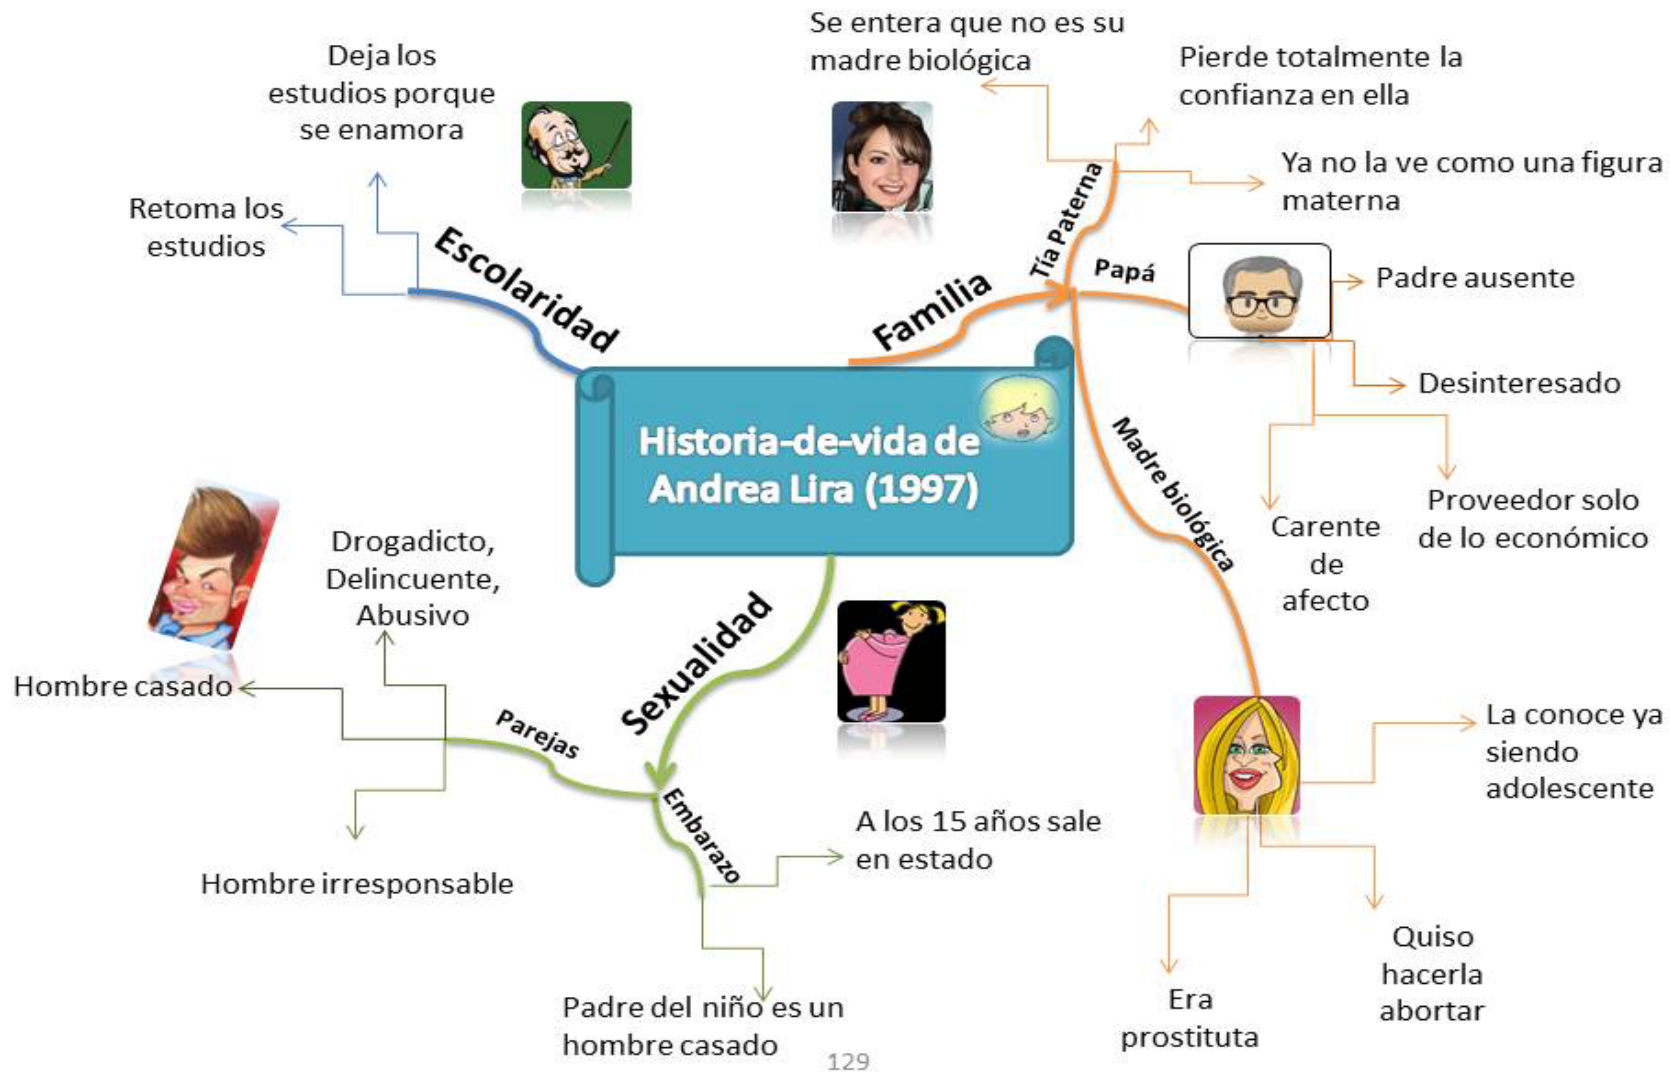 Deja los
estudios porque
se enamora
Retoma los
estudios
Escolaridad
Se entera que no es su
madre biológica
Pierde totalmente la
confianza en ella
Ya no la ve como una figura
materna
Tía Paterna
Familia
Papá
Padre ausente
Desinteresado
Proveedor solo
de lo económico
Carente
de
afecto
Madre biológica
Historia-de-vida de
Andrea Lira (1997)
La conoce ya
siendo
adolescente
Quiso
hacerla
abortar
Era
prostituta
Sexualidad
Parejas
Drogadicto,
Delincuente,
Abusivo
Hombre casado
Hombre irresponsable
Embarazo
A los 15 años sale
en estado
Padre del niño es un
hombre casado
129